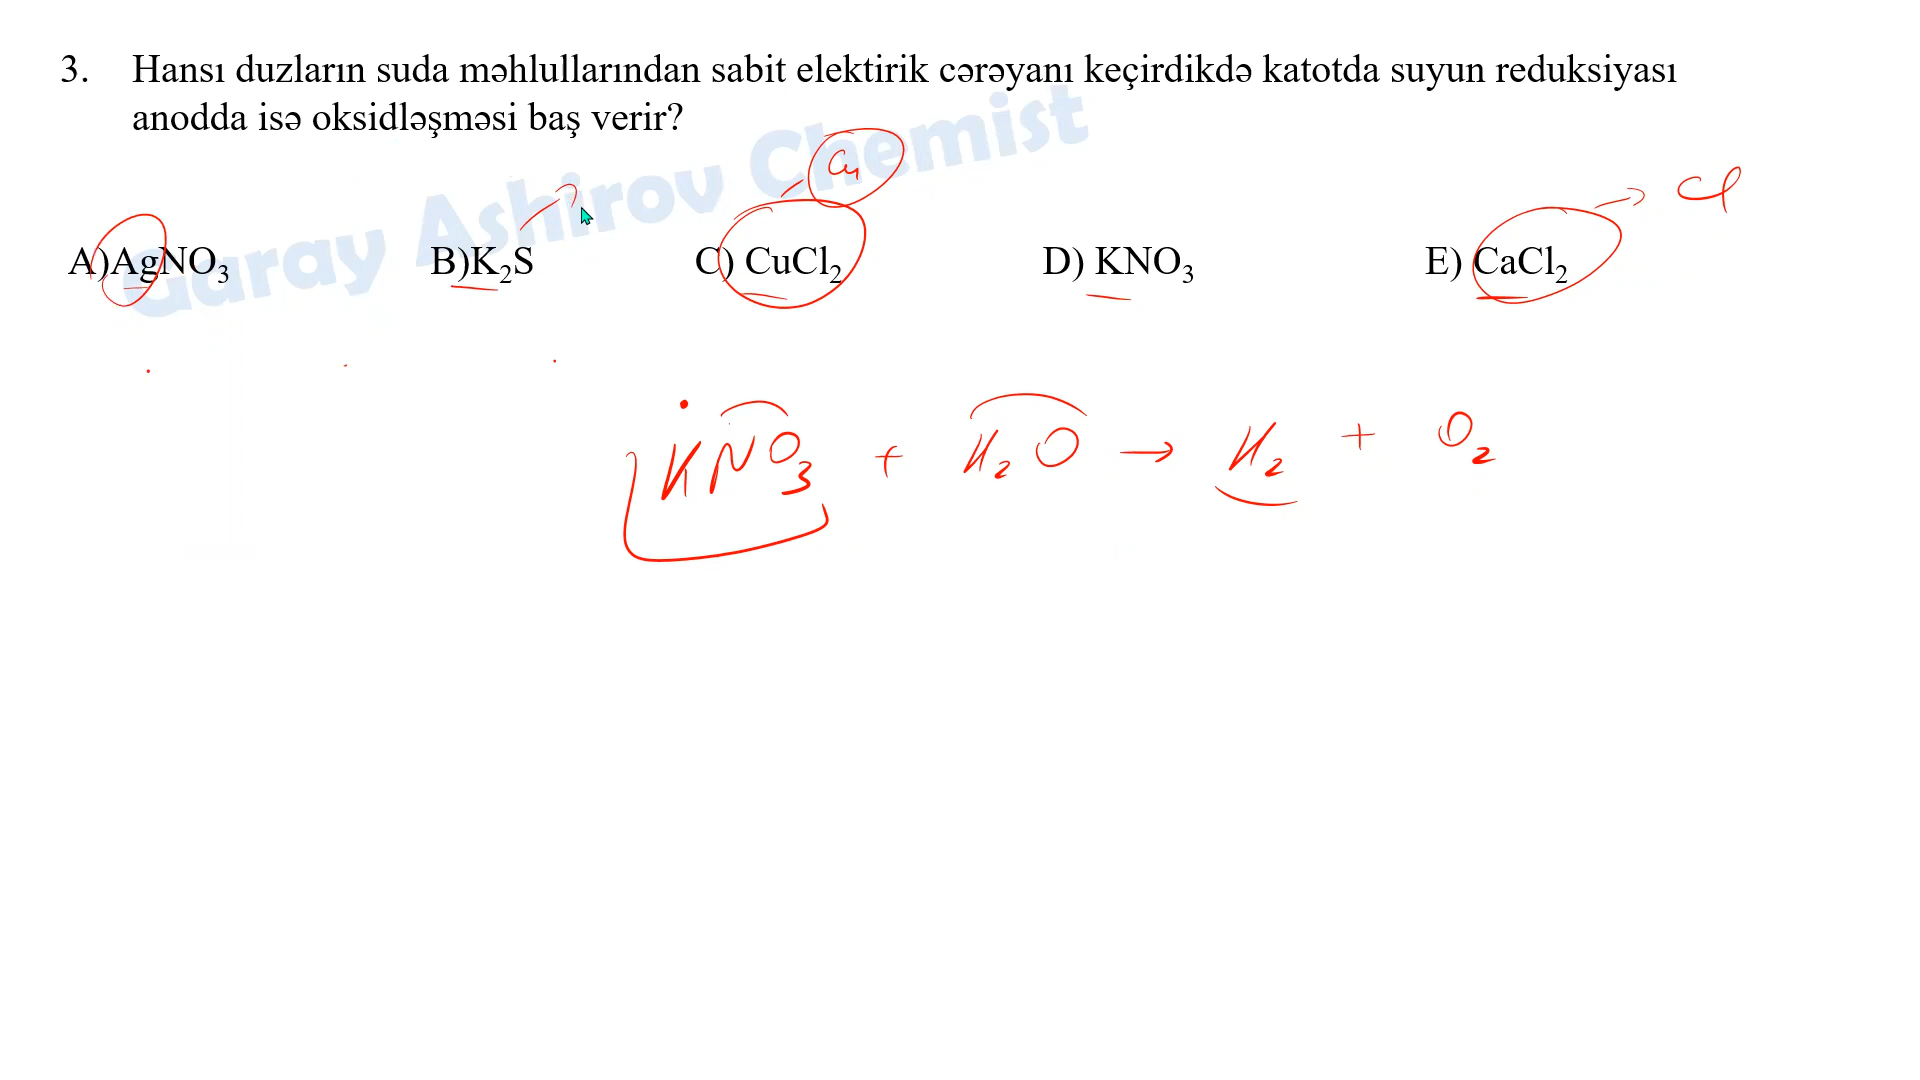 3. Hansı duzların suda məhlullarından sabit elektirik cərəyanı keçirdikdə katotda suyun reduksiyası
anodda isə oksidləşməsi baş verir?
Garay Ashirov Chemist
Cu
Cl
A)AgNO₃ B)K₂S C) CuCl₂ D) KNO₃ E) CaCl₂
KNO₃ + H₂O → H₂ + O₂